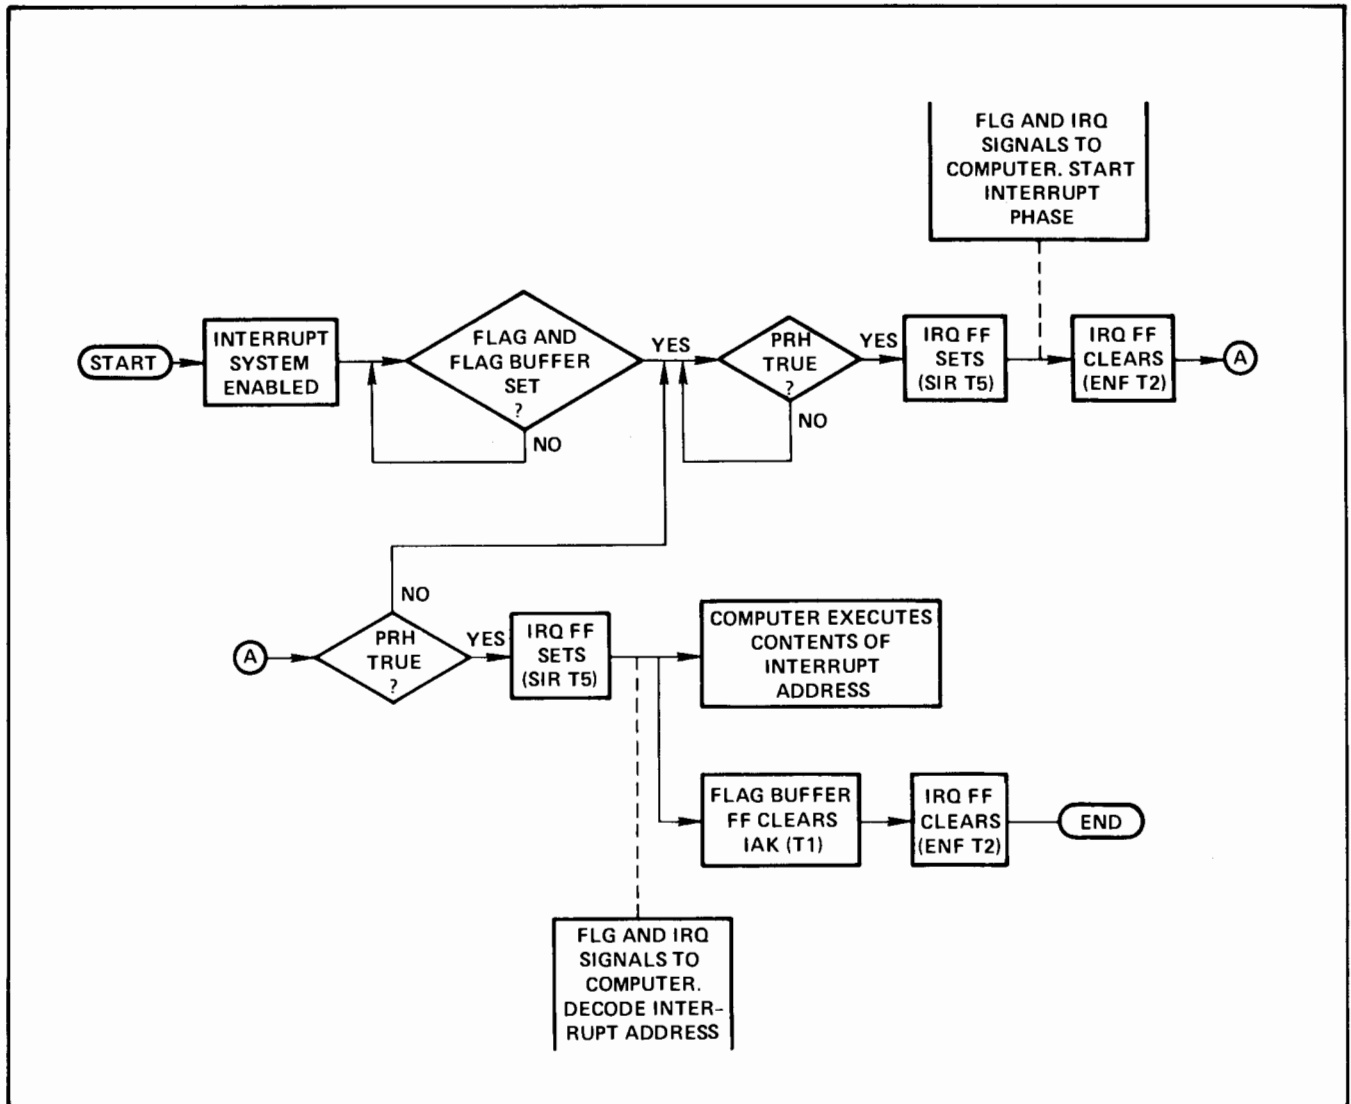 FLG AND IRQ
SIGNALS TO
COMPUTER. START
INTERRUPT
PHASE
START
INTERRUPT
SYSTEM
ENABLED
FLAG AND
FLAG BUFFER
SET
?
NO
YES
PRH
TRUE
?
NO
YES
IRQ FF
SETS
(SIR T5)
IRQ FF
CLEARS
(ENF T2)
A
A
PRH
TRUE
?
NO
YES
IRQ FF
SETS
(SIR T5)
COMPUTER EXECUTES
CONTENTS OF
INTERRUPT
ADDRESS
FLAG BUFFER
FF CLEARS
IAK (T1)
IRQ FF
CLEARS
(ENF T2)
END
FLG AND IRQ
SIGNALS TO
COMPUTER.
DECODE INTER-
RUPT ADDRESS